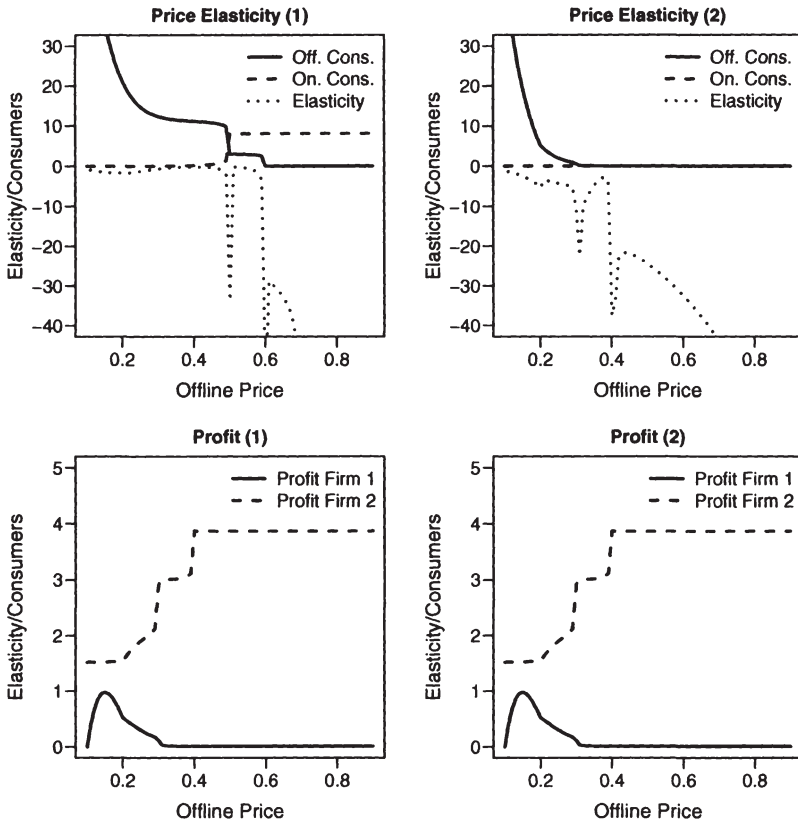 Price Elasticity (1)
Elasticity/Consumers
30
20
10
0
−10
−20
−30
−40
Off. Cons.
On. Cons.
Elasticity
0.2 0.4 0.6 0.8
Offline Price
Price Elasticity (2)
Elasticity/Consumers
30
20
10
0
−10
−20
−30
−40
Off. Cons.
On. Cons.
Elasticity
0.2 0.4 0.6 0.8
Offline Price
Profit (1)
Elasticity/Consumers
5
4
3
2
1
0
Profit Firm 1
Profit Firm 2
0.2 0.4 0.6 0.8
Offline Price
Profit (2)
Elasticity/Consumers
5
4
3
2
1
0
Profit Firm 1
Profit Firm 2
0.2 0.4 0.6 0.8
Offline Price